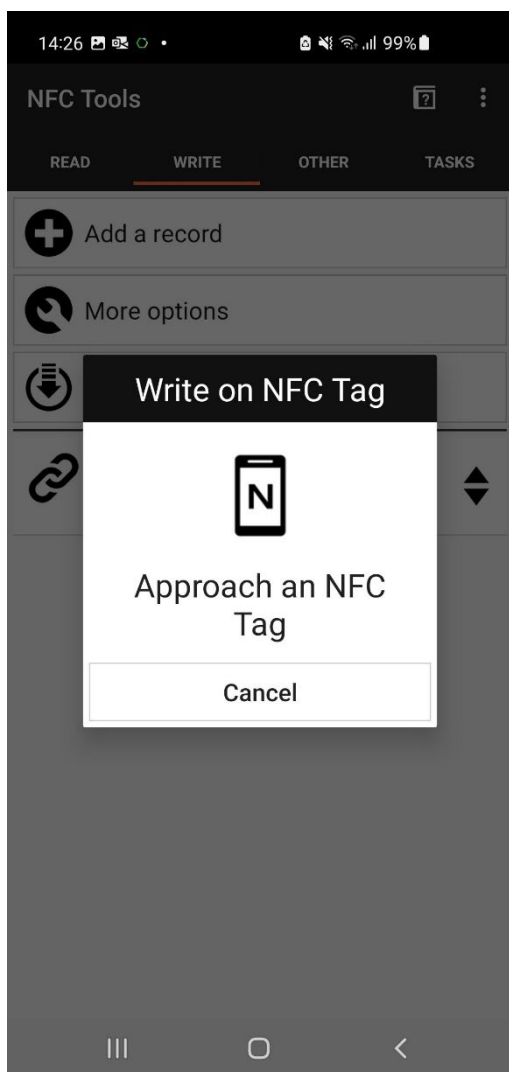 14:26 99%
NFC Tools
READ WRITE OTHER TASKS
Add a record
More options
Write on NFC Tag
N
Approach an NFC
Tag
Cancel